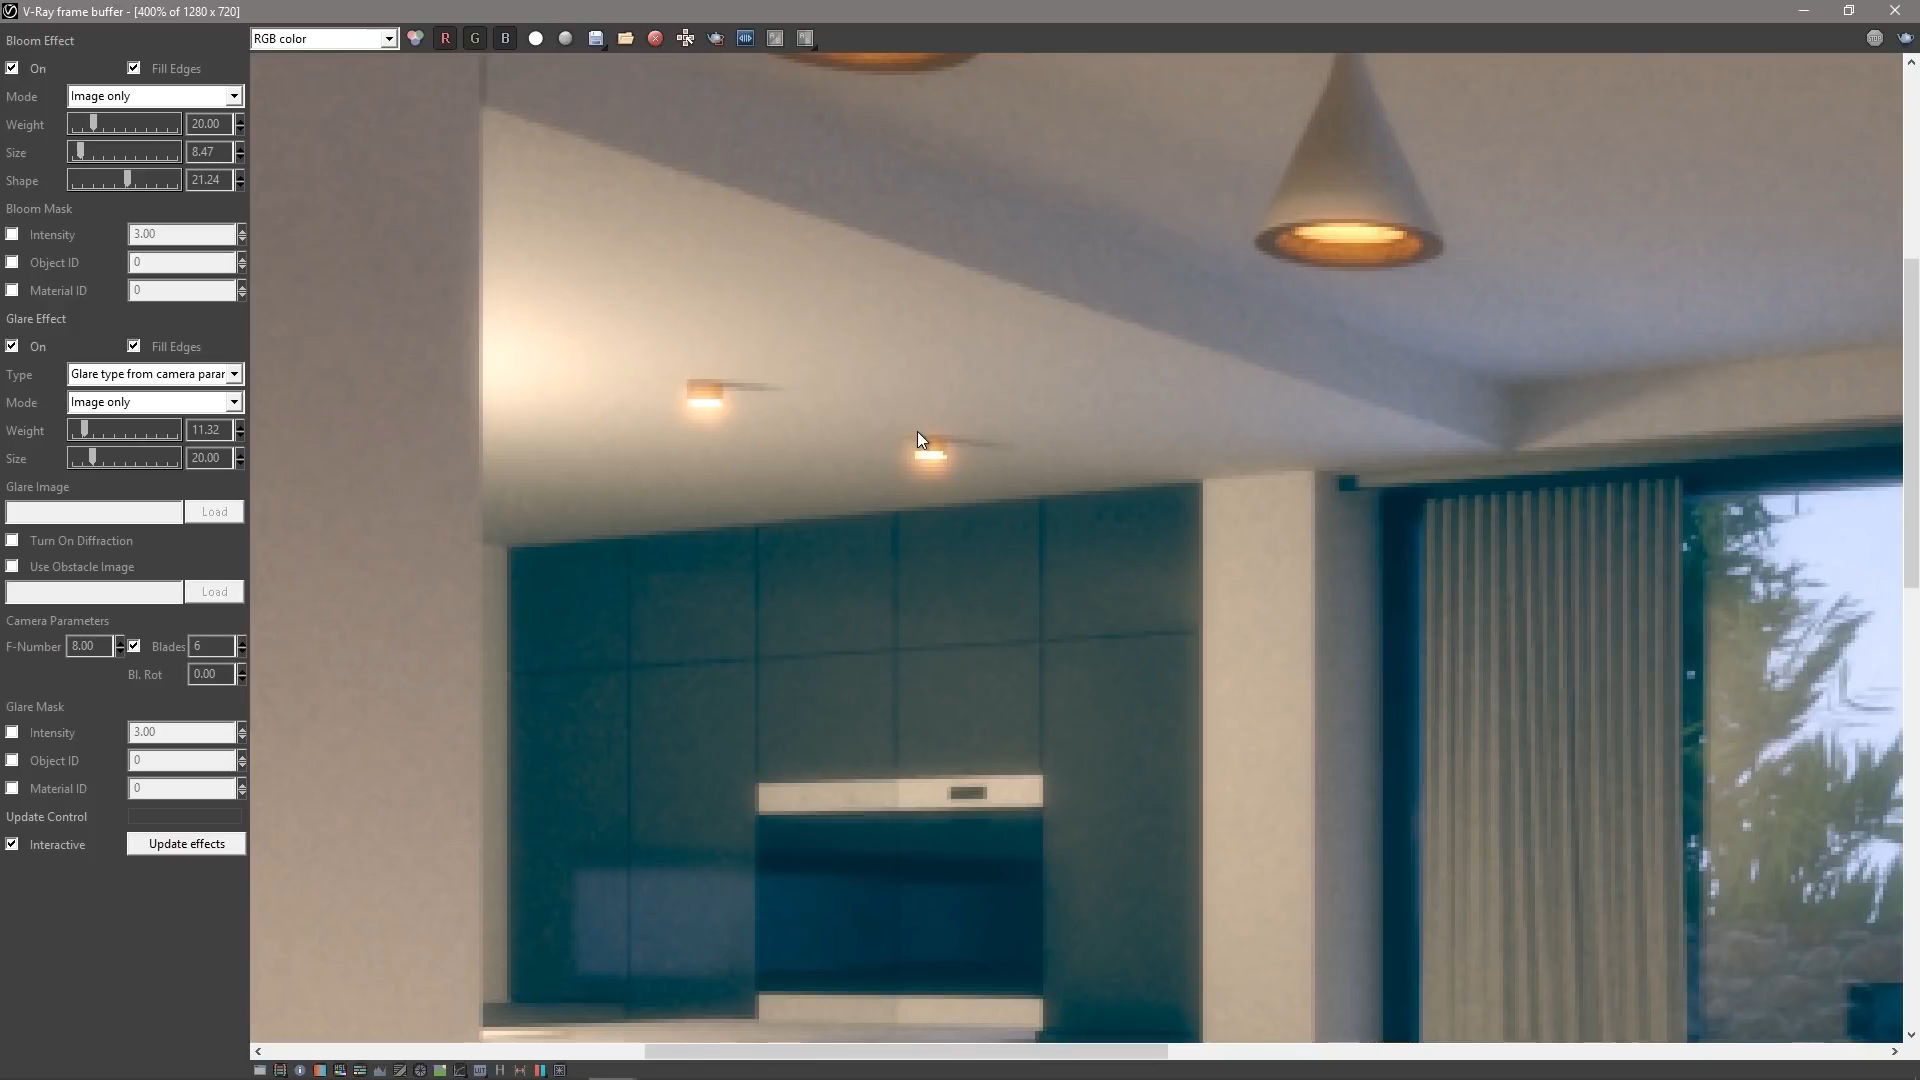 V-Ray frame buffer - [400% of 1280 x 720]
Bloom Effect
RGB color
R
G
B
On
Fill Edges
Mode
Image only
Weight
20.00
Size
8.47
Shape
21.24
Bloom Mask
Intensity
3.00
Object ID
0
Material ID
0
Glare Effect
On
Fill Edges
Type
Glare type from camera parar
Mode
Image only
Weight
11.32
Size
20.00
Glare Image
Load
Turn On Diffraction
Use Obstacle Image
Load
Camera Parameters
F-Number
8.00
Blades
6
Bl. Rot
0.00
Glare Mask
Intensity
3.00
Object ID
0
Material ID
0
Update Control
Interactive
Update effects
H